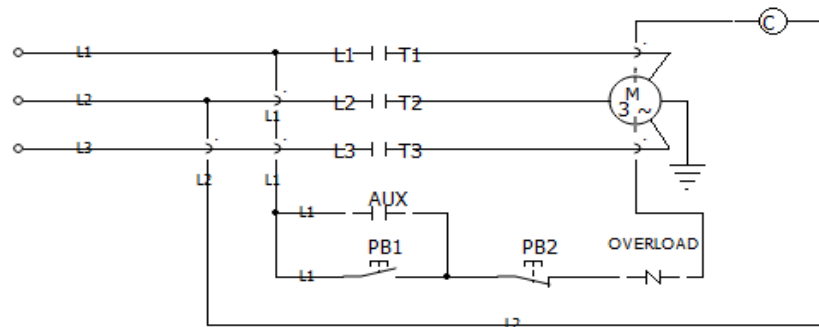 C
L1 L1 T1
L2 L2 T2 M
3 ~
L1
L3 L3 T3
L2 L1
L1 AUX
PB1 PB2 OVERLOAD
L1
L2